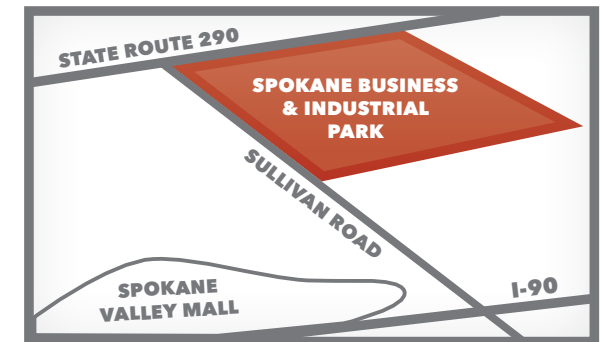 STATE ROUTE 290
SPOKANE BUSINESS
& INDUSTRIAL
PARK
SULLIVAN ROAD
SPOKANE
VALLEY MALL
I-90